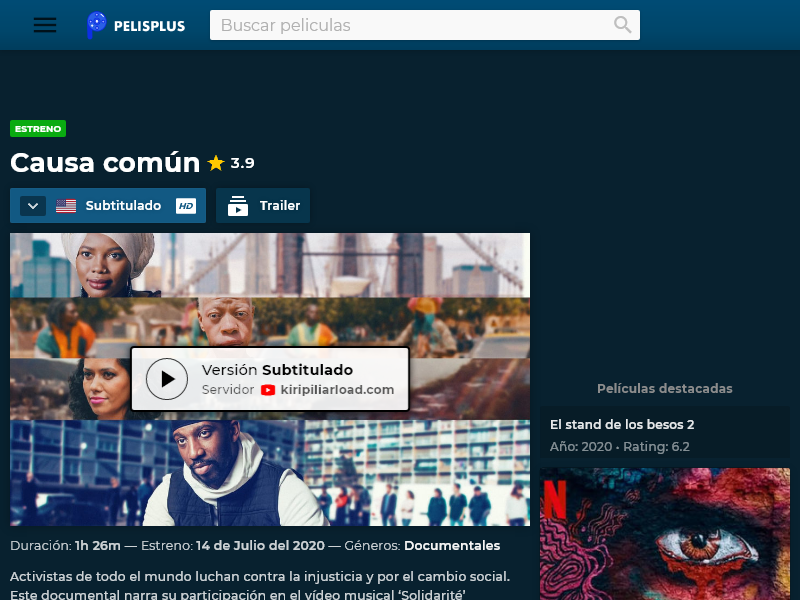 PELISPLUS
Buscar peliculas
ESTRENO
Causa común
3.9
Subtitulado HD
Trailer
Versión Subtitulado
Servidor kiripiliarload.com
Duración: 1h 26m — Estreno: 14 de Julio del 2020 — Géneros: Documentales
Activistas de todo el mundo luchan contra la injusticia y por el cambio social.
Este documental narra su participación en el vídeo musical ‘Solidarité’
Películas destacadas
El stand de los besos 2
Año: 2020 • Rating: 6.2
N